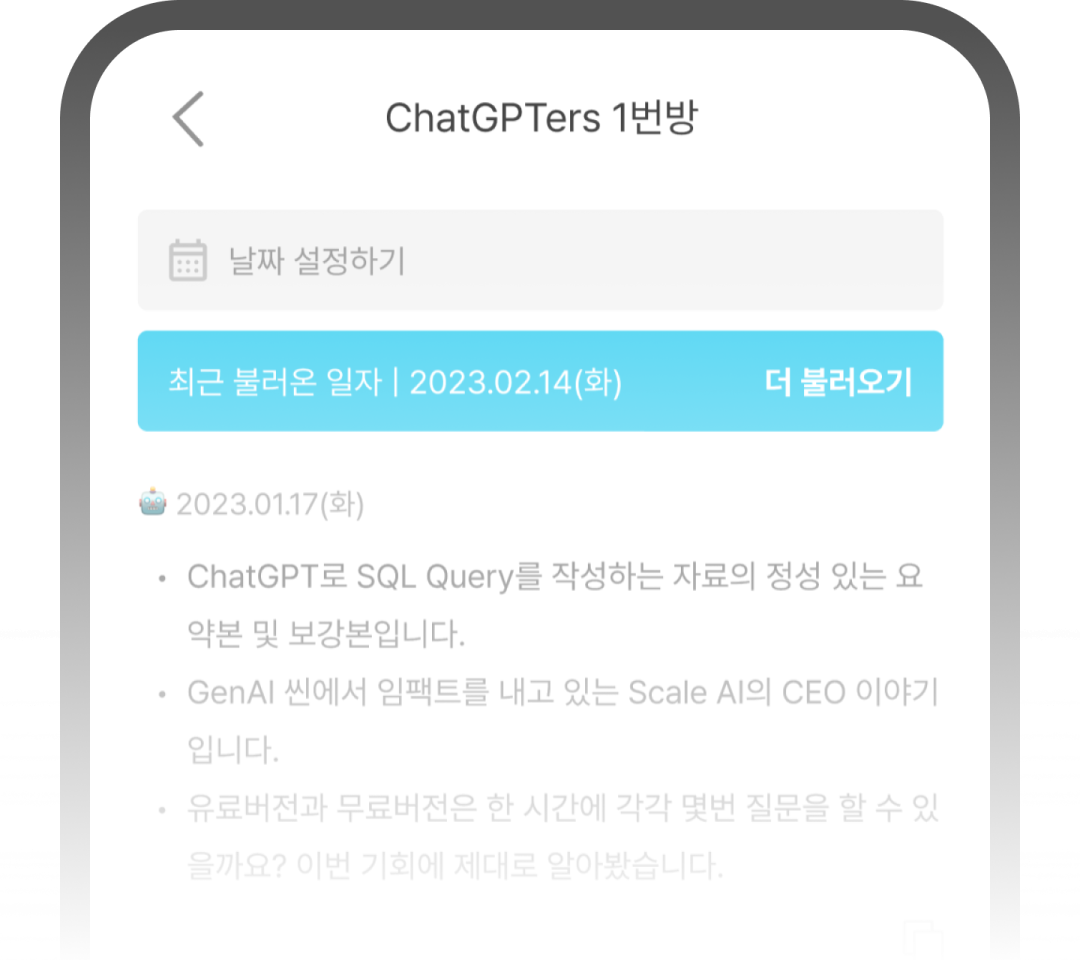 ChatGPTers 1번방
날짜 설정하기
최근 불러온 일자 | 2023.02.14(화) 더 불러오기
2023.01.17(화)
• ChatGPT로 SQL Query를 작성하는 자료의 정성 있는 요
약본 및 보강본입니다.
• GenAI 씬에서 임팩트를 내고 있는 Scale AI의 CEO 이야기
입니다.
• 유료버전과 무료버전은 한 시간에 각각 몇번 질문을 할 수 있
을까요? 이번 기회에 제대로 알아봤습니다.